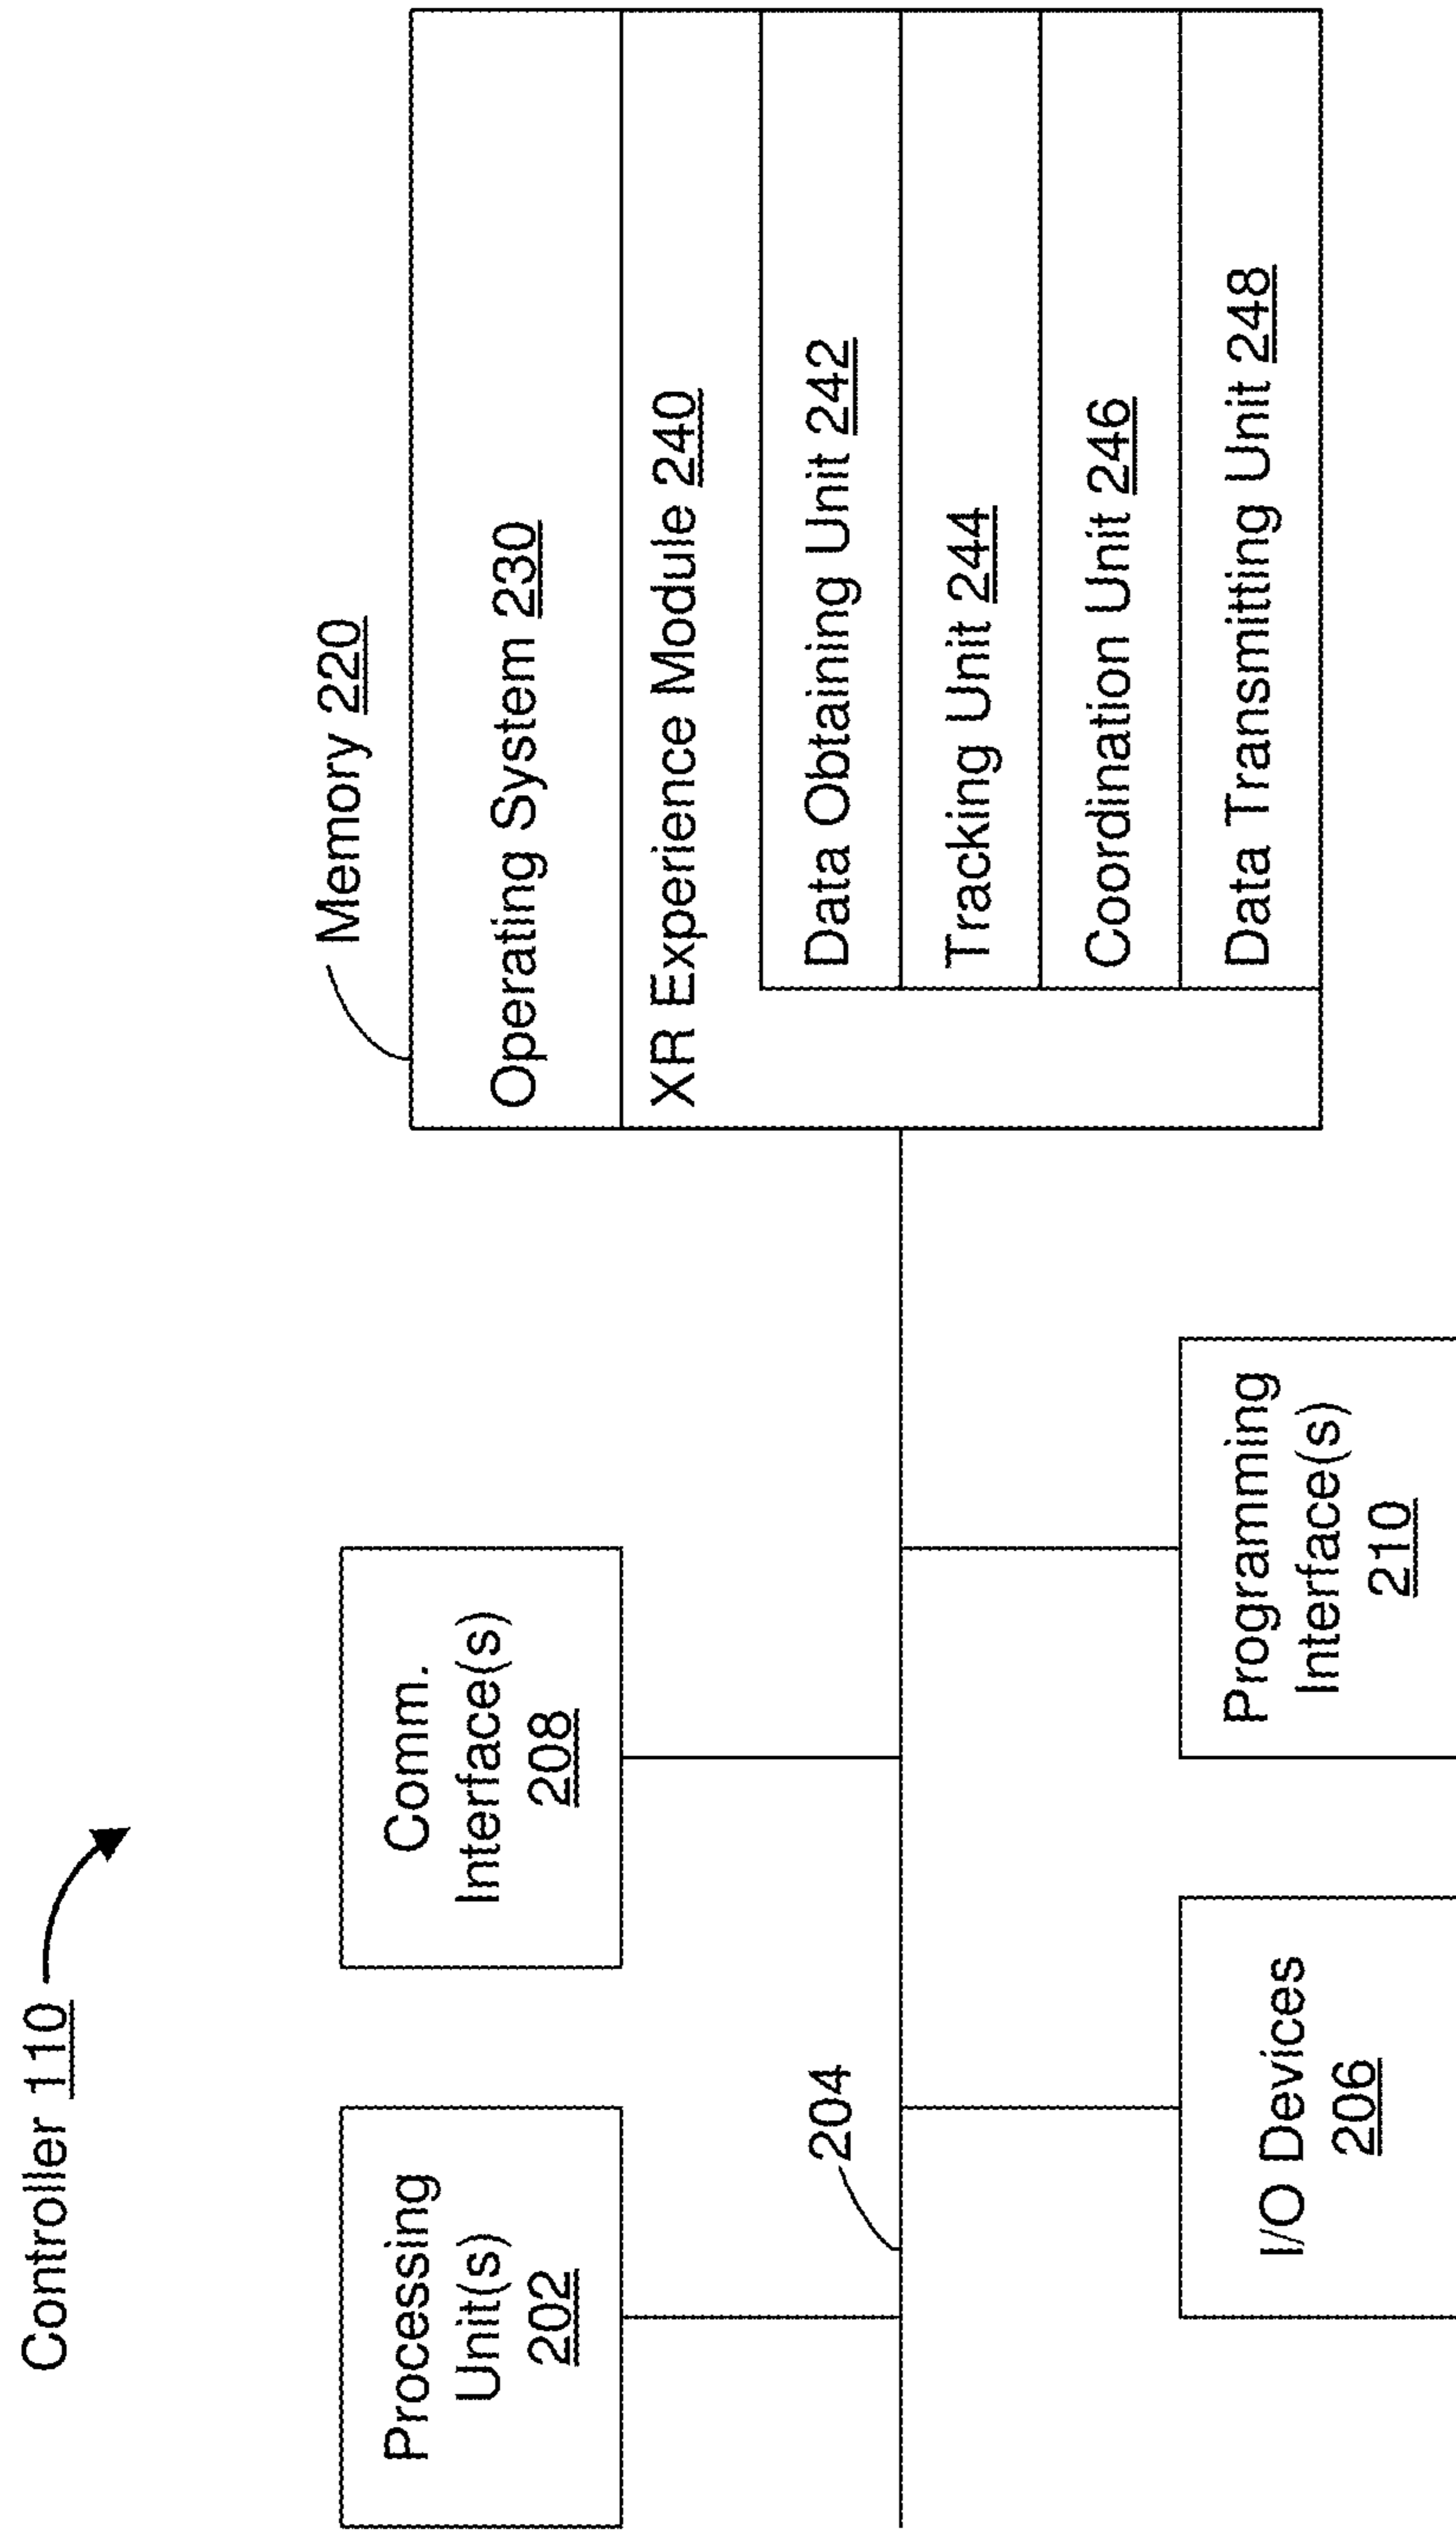 Controller 110
Memory 220
Processing
Unit(s)
202
Comm.
Interface(s)
208
Operating System 230
XR Experience Module 240
Data Obtaining Unit 242
Tracking Unit 244
Coordination Unit 246
Data Transmitting Unit 248
204
I/O Devices
206
Programming
Interface(s)
210